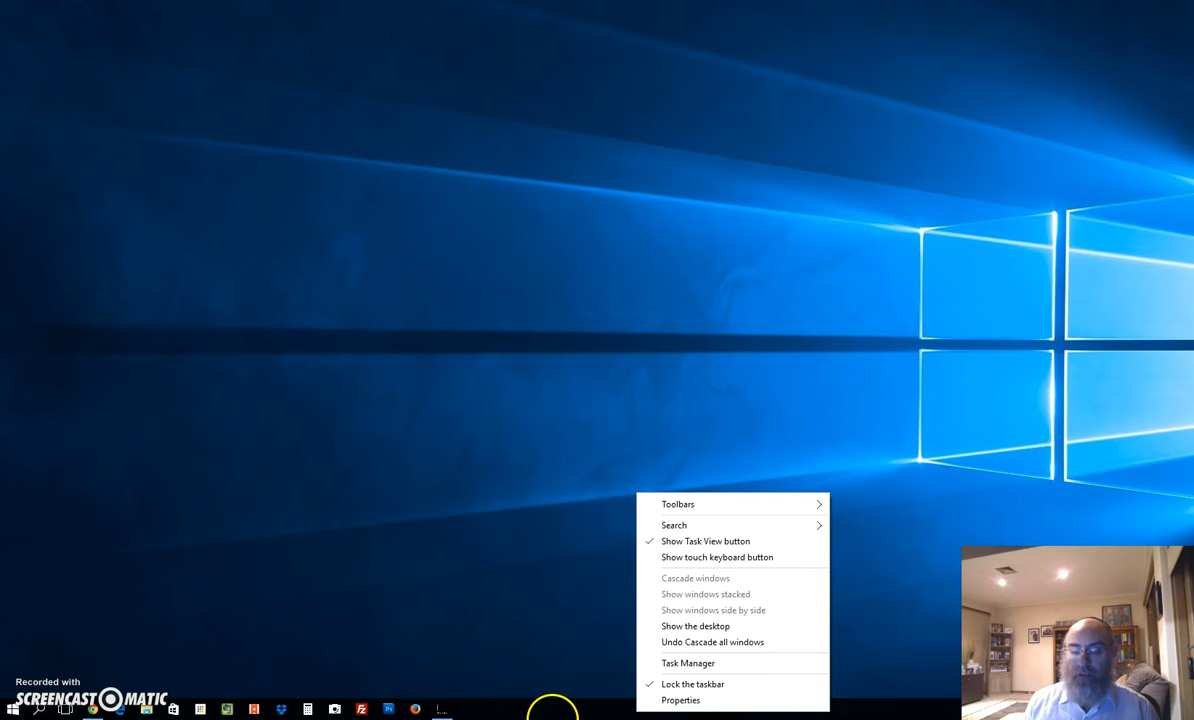 Toolbars
Search
Show Task View button
Show touch keyboard button
Cascade windows
Show windows stacked
Show windows side by side
Show the desktop
Undo Cascade all windows
Task Manager
Lock the taskbar
Properties
Recorded with
SCREENCAST-O-MATIC